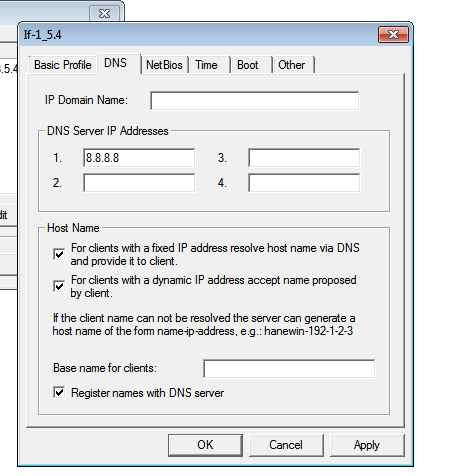 If-1_5.4
Basic Profile DNS NetBios Time Boot Other
.5.4
IP Domain Name:
DNS Server IP Addresses
1. 8.8.8.8 3.
2. 4.
dit
Host Name
For clients with a fixed IP address resolve host name via DNS
and provide it to client.
For clients with a dynamic IP address accept name proposed
by client.
If the client name can not be resolved the server can generate a
host name of the form name-ip-address, e.g.: hanewin-192-1-2-3
Base name for clients:
Register names with DNS server
OK Cancel Apply